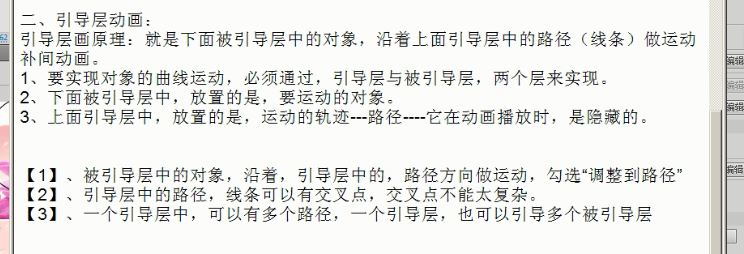 二、引导层动画：
引导层画原理：就是下面被引导层中的对象，沿着上面引导层中的路径（线条）做运动
补间动画。
1、要实现对象的曲线运动，必须通过，引导层与被引导层，两个层来实现。
2、下面被引导层中，放置的是，要运动的对象。
3、上面引导层中，放置的是，运动的轨迹---路径----它在动画播放时，是隐藏的。
【1】、被引导层中的对象，沿着，引导层中的，路径方向做运动，勾选“调整到路径”
【2】、引导层中的路径，线条可以有交叉点，交叉点不能太复杂。
【3】、一个引导层中，可以有多个路径，一个引导层，也可以引导多个被引导层
编辑
编辑
编辑
编辑